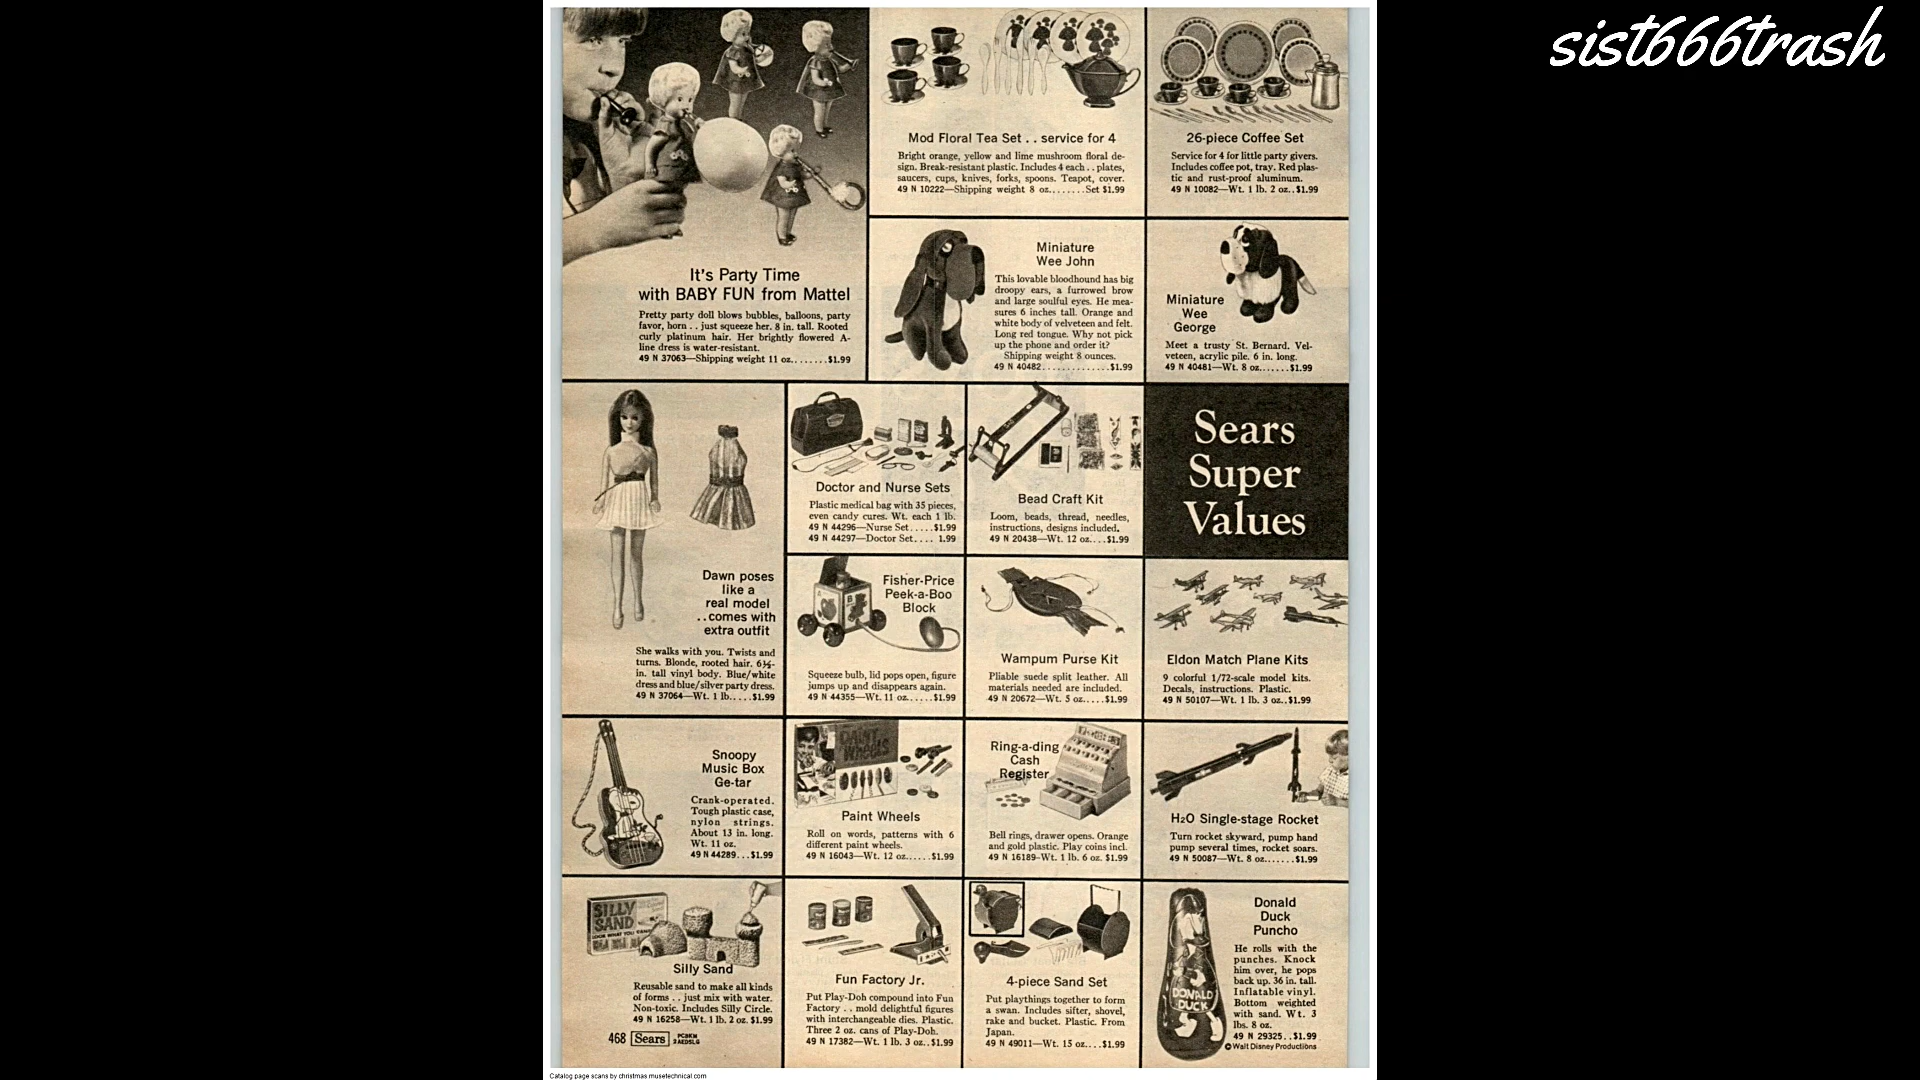 sist666trash
It's Party Time
with BABY FUN from Mattel
Pretty party doll blows bubbles, balloons, party
favor, horn . . just squeeze her. 8 in. tall. Rooted
curly platinum hair. Her brightly flowered A-
line dress is water-resistant.
49 N 37063—Shipping weight 11 oz........$1.99
Mod Floral Tea Set . . service for 4
Bright orange, yellow and lime mushroom floral de-
sign. Break-resistant plastic. Includes 4 each . . plates,
saucers, cups, knives, forks, spoons. Teapot, cover.
49 N 10222—Shipping weight 8 oz........Set $1.99
26-piece Coffee Set
Service for 4 for little party givers.
Includes coffee pot, tray. Red plas-
tic and rust-proof aluminum.
49 N 10082—Wt. 1 lb. 2 oz..$1.99
Miniature
Wee John
This lovable bloodhound has big
droopy ears, a furrowed brow
and large soulful eyes. He mea-
sures 6 inches tall. Orange and
white body of velveteen and felt.
Long red tongue. Why not pick
up the phone and order it?
Shipping weight 8 ounces.
49 N 40482.............$1.99
Miniature
Wee
George
Meet a trusty St. Bernard. Vel-
veteen, acrylic pile. 6 in. long.
49 N 40481—Wt. 8 oz.......$1.99
Dawn poses
like a
real model
. . comes with
extra outfit
She walks with you. Twists and
turns. Blonde, rooted hair. 6½-
in. tall vinyl body. Blue/white
dress and blue/silver party dress.
49 N 37064—Wt. 1 lb.....$1.99
Doctor and Nurse Sets
Plastic medical bag with 35 pieces,
even candy cures. Wt. each 1 lb.
49 N 44296—Nurse Set.....$1.99
49 N 44297—Doctor Set.... 1.99
Bead Craft Kit
Loom, beads, thread, needles,
instructions, designs included.
49 N 20438—Wt. 12 oz....$1.99
Sears
Super
Values
Fisher-Price
Peek-a-Boo
Block
Squeeze bulb, lid pops open, figure
jumps up and disappears again.
49 N 44355—Wt. 11 oz......$1.99
Wampum Purse Kit
Pliable suede split leather. All
materials needed are included.
49 N 20672—Wt. 5 oz.....$1.99
Eldon Match Plane Kits
9 colorful 1/72-scale model kits.
Decals, instructions. Plastic.
49 N 50107—Wt. 1 lb. 3 oz..$1.99
Snoopy
Music Box
Ge-tar
Crank-operated.
Tough plastic case,
nylon strings.
About 13 in. long.
Wt. 11 oz.
49 N 44289...$1.99
PAINT
WHEELS
Paint Wheels
Roll on words, patterns with 6
different paint wheels.
49 N 16043—Wt. 12 oz......$1.99
Ring-a-ding
Cash
Register
Bell rings, drawer opens. Orange
and gold plastic. Play coins incl.
49 N 16189-Wt. 1 lb. 6 oz. $1.99
H2O Single-stage Rocket
Turn rocket skyward, pump hand
pump several times, rocket soars.
49 N 50087—Wt. 8 oz.......$1.99
SILLY
SAND
LOOK WHAT YOU CAN
Silly Sand
Reusable sand to make all kinds
of forms . . just mix with water.
Non-toxic. Includes Silly Circle.
49 N 16258—Wt. 1 lb. 2 oz. $1.99
Fun Factory Jr.
Put Play-Doh compound into Fun
Factory . . mold delightful figures
with interchangeable dies. Plastic.
Three 2 oz. cans of Play-Doh.
49 N 17382—Wt. 1 lb. 3 oz..$1.99
4-piece Sand Set
Put playthings together to form
a swan. Includes sifter, shovel,
rake and bucket. Plastic. From
Japan.
49 N 49011—Wt. 15 oz....$1.99
DONALD
DUCK
Donald
Duck
Puncho
He rolls with the
punches. Knock
him over, he pops
back up. 36 in. tall.
Inflatable vinyl.
Bottom weighted
with sand. Wt. 3
lbs. 8 oz.
49 N 29325..$1.99
©Walt Disney Productions
468 Sears
Catalog page scans by christmas.musetechnical.com